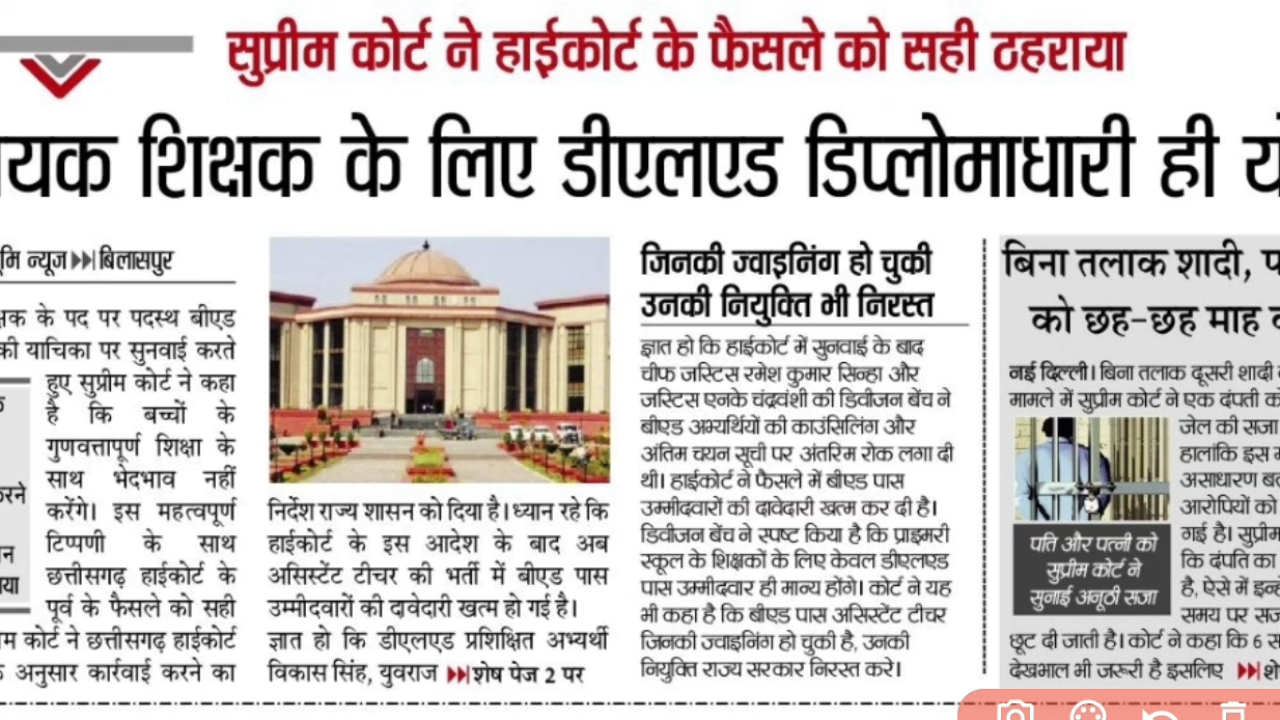 सुप्रीम कोर्ट ने हाईकोर्ट के फैसले को सही ठहराया
शिक्षक के लिए डीएलएड डिप्लोमाधारी ही
न्यूज बिलासपुर
के पद पर पदस्थ बीएड
की याचिका पर सुनवाई करते
हुए सुप्रीम कोर्ट ने कहा
है कि बच्चों के
गुणवत्तापूर्ण शिक्षा के
साथ भेदभाव नहीं
करेंगे। इस महत्वपूर्ण
टिप्पणी के साथ
छत्तीसगढ़ हाईकोर्ट के
पूर्व के फैसले को सही
कोर्ट ने छत्तीसगढ़ हाईकोर्ट
अनुसार कार्रवाई करने का
निर्देश राज्य शासन को दिया है। ध्यान रहे कि
हाईकोर्ट के इस आदेश के बाद अब
असिस्टेंट टीचर की भर्ती में बीएड पास
उम्मीदवारों की दावेदारी खत्म हो गई है।
ज्ञात हो कि डीएलएड प्रशिक्षित अभ्यर्थी
विकास सिंह, युवराज शेष पेज 2 पर
जिनकी ज्वाइनिंग हो चुकी
उनकी नियुक्ति भी निरस्त
ज्ञात हो कि हाईकोर्ट में सुनवाई के बाद
चीफ जस्टिस रमेश कुमार सिन्हा और
जस्टिस एनके चंद्रवंशी की डिवीजन बेंच ने
बीएड अभ्यर्थियों की काउंसिलिंग और
अंतिम चयन सूची पर अंतरिम रोक लगा दी
थी। हाईकोर्ट ने फैसले में बीएड पास
उम्मीदवारों की दावेदारी खत्म कर दी है।
डिवीजन बेंच ने स्पष्ट किया है कि प्राइमरी
स्कूल के शिक्षकों के लिए केवल डीएलएड
पास उम्मीदवार ही मान्य होंगे। कोर्ट ने यह
भी कहा है कि बीएड पास असिस्टेंट टीचर
जिनकी ज्वाइनिंग हो चुकी है, उनकी
नियुक्ति राज्य सरकार निरस्त करे।
बिना तलाक शादी,
को छह-छह माह
नई दिल्ली। बिना तलाक दूसरी शादी
मामले में सुप्रीम कोर्ट ने एक दंपती
जेल की सजा
हालांकि इस
असाधारण
आरोपियों को
गई है। सुप्रीम
कि दंपति का
है, ऐसे में
समय पर
पति और पत्नी को
सुप्रीम कोर्ट ने
सुनाई अनूठी सजा
छूट दी जाती है। कोर्ट ने कहा कि 6
देखभाल भी जरूरी है इसलिए